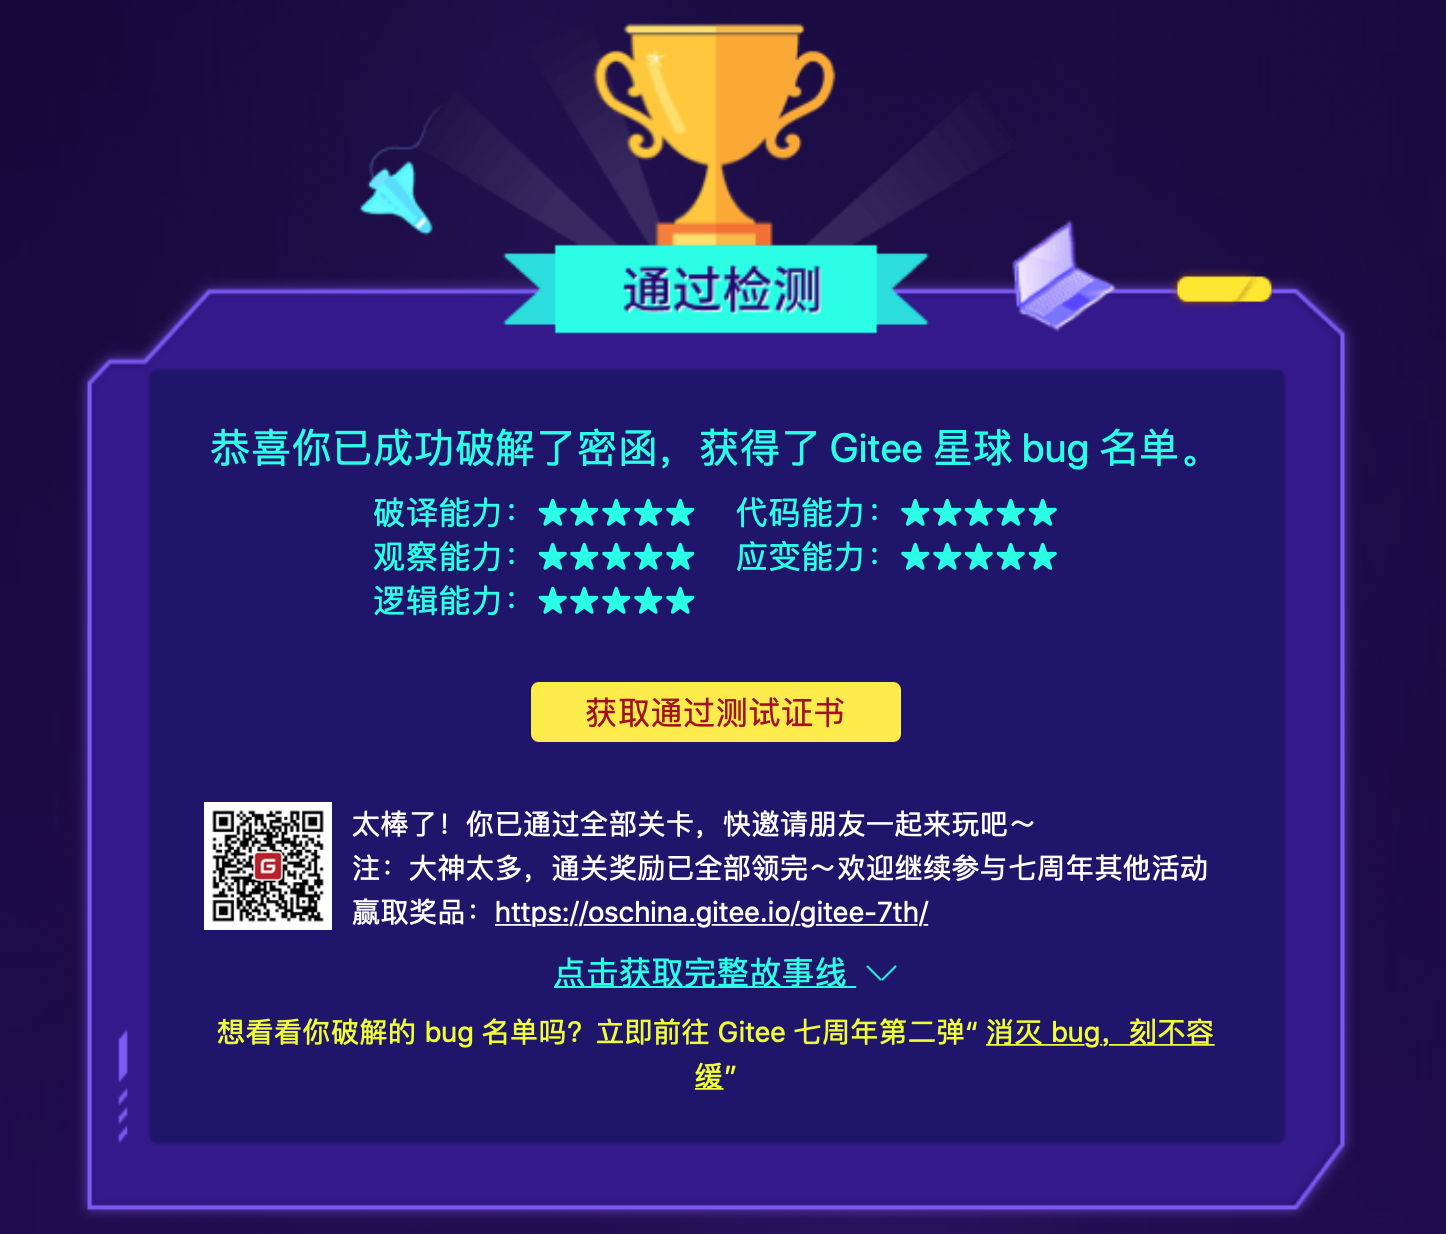 通过检测
恭喜你已成功破解了密函，获得了 Gitee 星球 bug 名单。
破译能力：★★★★★ 代码能力：★★★★★
观察能力：★★★★★ 应变能力：★★★★★
逻辑能力：★★★★★
获取通过测试证书
G
太棒了！你已通过全部关卡，快邀请朋友一起来玩吧～
注：大神太多，通关奖励已全部领完～欢迎继续参与七周年其他活动
赢取奖品：https://oschina.gitee.io/gitee-7th/
点击获取完整故事线
想看看你破解的 bug 名单吗？立即前往 Gitee 七周年第二弹“ 消灭 bug，刻不容
缓”